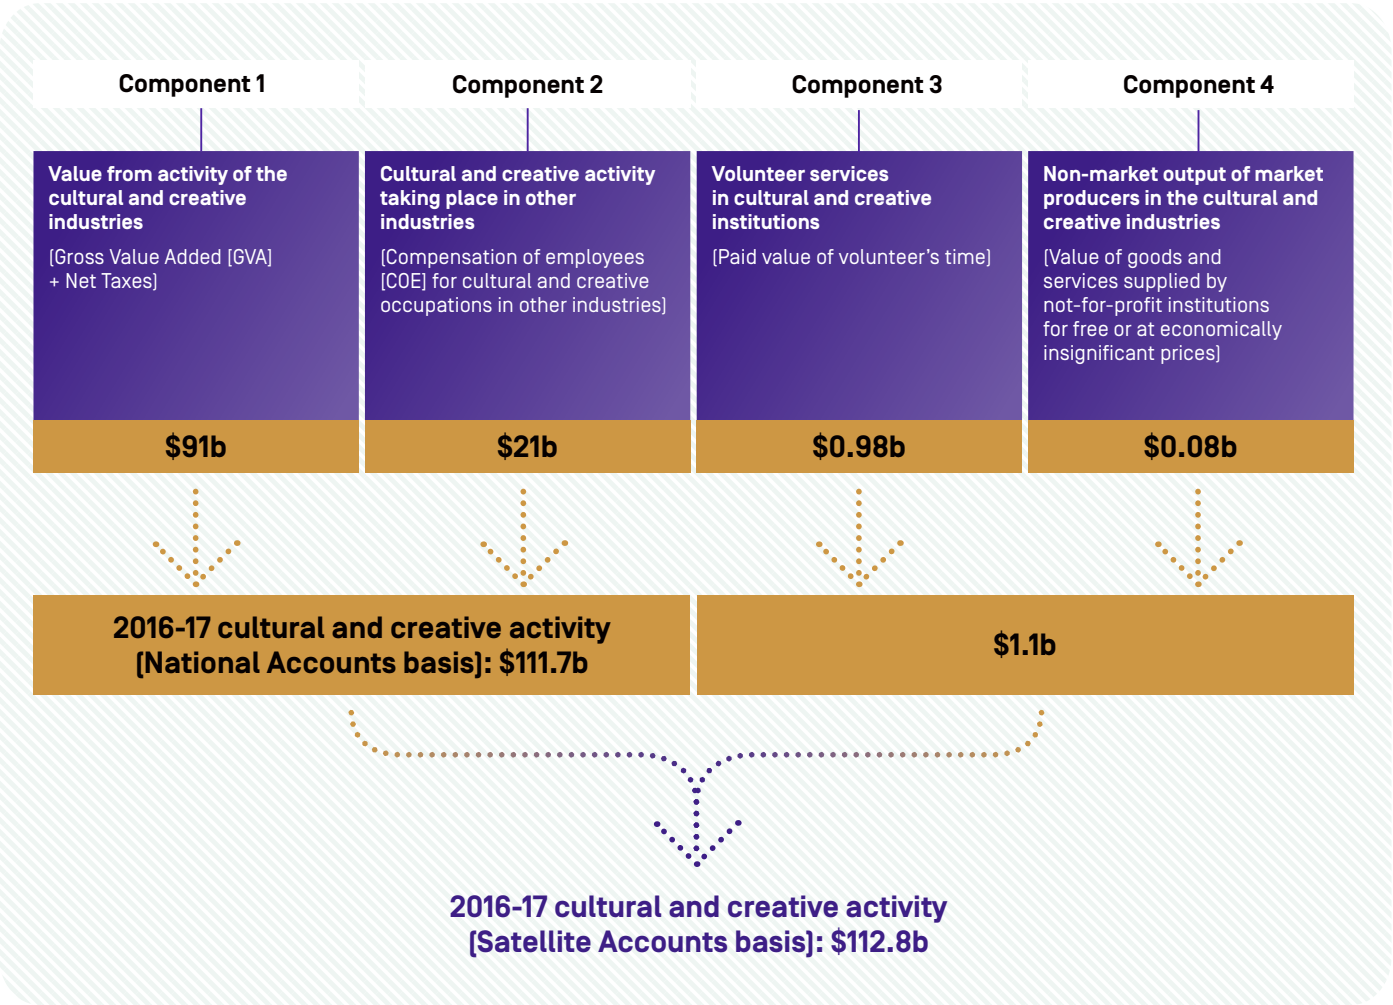 Component 1
Component 2
Component 3
Component 4
Value from activity of the
cultural and creative
industries
(Gross Value Added [GVA]
+ Net Taxes)
$91b
Cultural and creative activity
taking place in other
industries
(Compensation of employees
[COE] for cultural and creative
occupations in other industries)
$21b
Volunteer services
in cultural and creative
institutions
(Paid value of volunteer’s time)
$0.98b
Non-market output of market
producers in the cultural and
creative industries
(Value of goods and
services supplied by
not-for-profit institutions
for free or at economically
insignificant prices)
$0.08b
2016-17 cultural and creative activity
(National Accounts basis): $111.7b
$1.1b
2016-17 cultural and creative activity
(Satellite Accounts basis): $112.8b